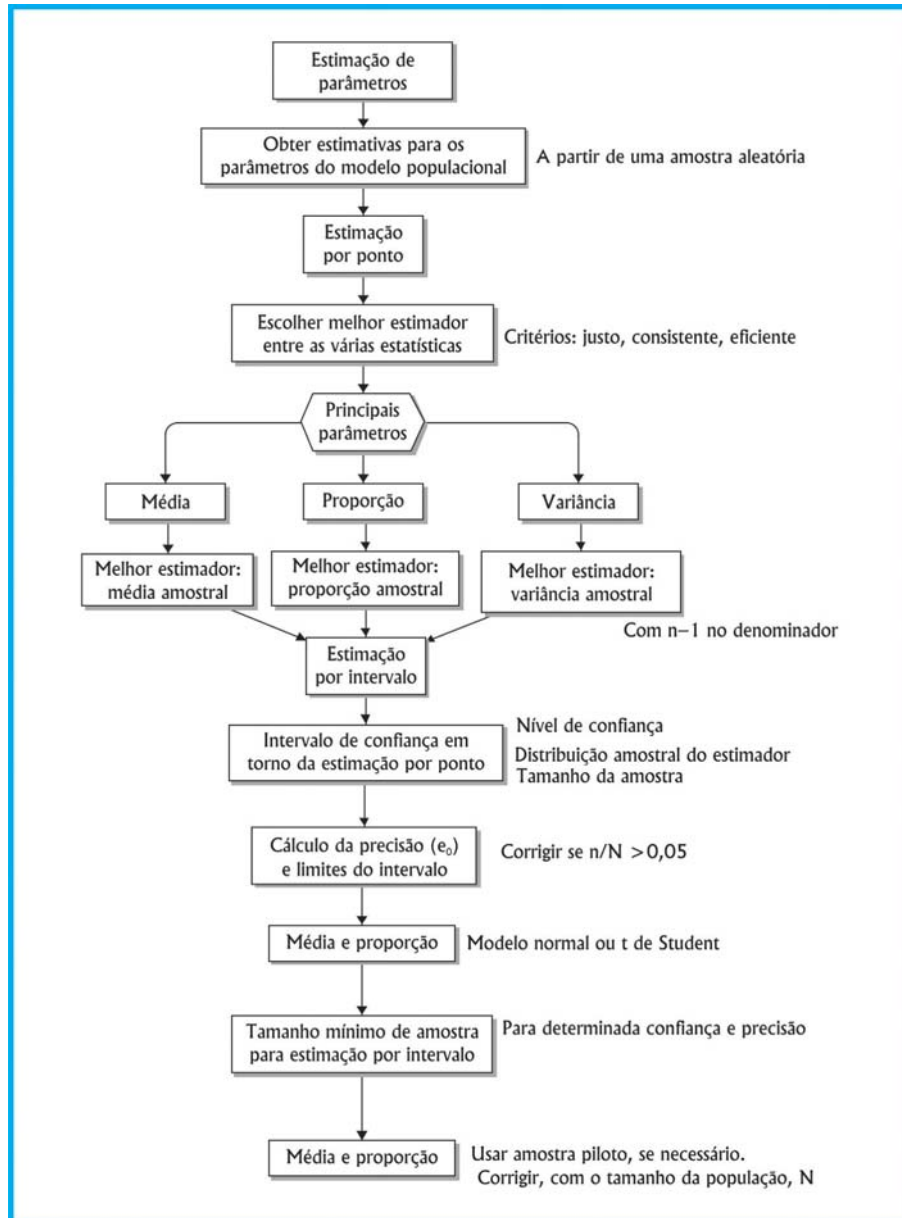 Estimação de
parâmetros
Obter estimativas para os
parâmetros do modelo populacional
A partir de uma amostra aleatória
Estimação
por ponto
Escolher melhor estimador
entre as várias estatísticas
Critérios: justo, consistente, eficiente
Principais
parâmetros
Média
Proporção
Variância
Melhor estimador:
média amostral
Melhor estimador:
proporção amostral
Melhor estimador:
variância amostral
Com n−1 no denominador
Estimação
por intervalo
Intervalo de confiança em
torno da estimação por ponto
Nível de confiança
Distribuição amostral do estimador
Tamanho da amostra
Cálculo da precisão (e₀)
e limites do intervalo
Corrigir se n/N >0,05
Média e proporção
Modelo normal ou t de Student
Tamanho mínimo de amostra
para estimação por intervalo
Para determinada confiança e precisão
Média e proporção
Usar amostra piloto, se necessário.
Corrigir, com o tamanho da população, N